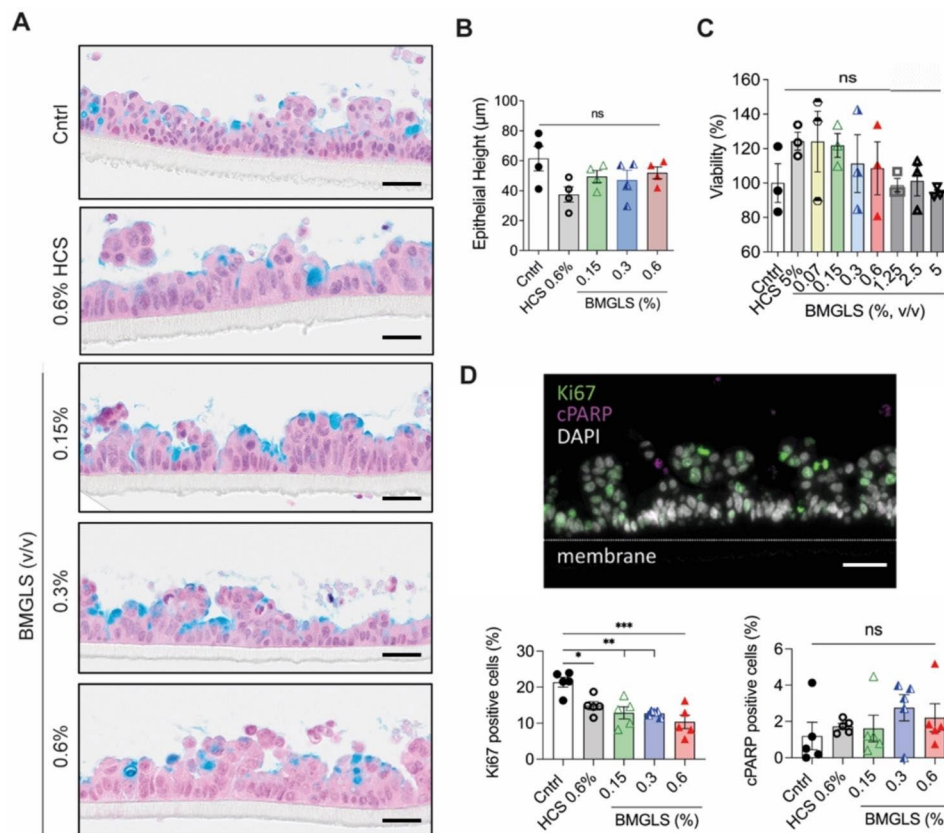 A
Cntrl
0.6% HCS
BMGLS (v/v)
0.15%
0.3%
0.6%
B
Epithelial Height (µm)
100
80
60
40
20
0
ns
Cntrl
HCS 0.6%
0.15
0.3
0.6
BMGLS (%)
C
Viability (%)
160
140
120
100
80
60
ns
Cntrl
HCS 5%
0.07
0.15
0.3
0.6
1.25
2.5
5
BMGLS (%, v/v)
D
Ki67
cPARP
DAPI
membrane
Ki67 positive cells (%)
40
30
20
10
0
***
**
*
Cntrl
HCS 0.6%
0.15
0.3
0.6
BMGLS (%)
cPARP positive cells (%)
6
4
2
0
ns
Cntrl
HCS 0.6%
0.15
0.3
0.6
BMGLS (%